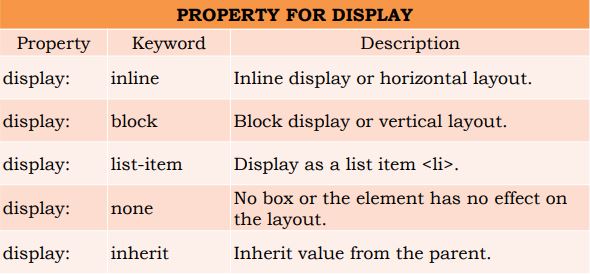 PROPERTY FOR DISPLAY
Property Keyword Description
display: inline Inline display or horizontal layout.
display: block Block display or vertical layout.
display: list-item Display as a list item <li>.
display: none No box or the element has no effect on
the layout.
display: inherit Inherit value from the parent.